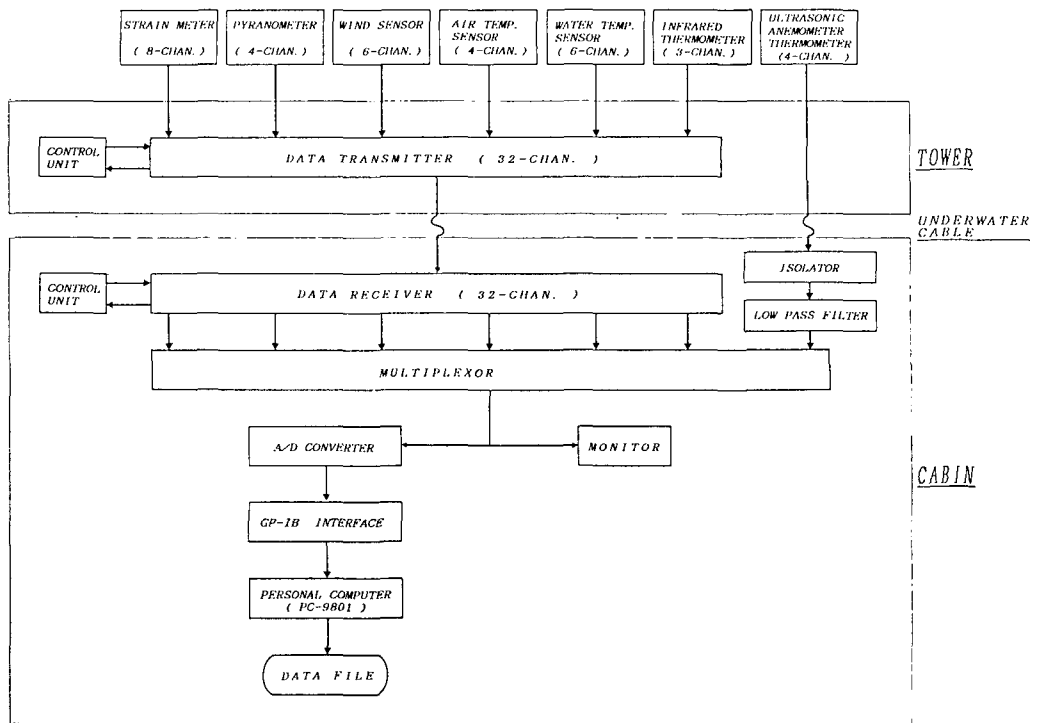 STRAIN METER
( 8-CHAN. )
PYRANOMETER
( 4-CHAN. )
WIND SENSOR
( 6-CHAN. )
AIR TEMP.
SENSOR
( 4-CHAN. )
WATER TEMP.
SENSOR
( 6-CHAN. )
INFRARED
THERMOMETER
( 3-CHAN. )
ULTRASONIC
ANEMOMETER
THERMOMETER
(4-CHAN. )
CONTROL
UNIT
DATA TRANSMITTER ( 32-CHAN. )
TOWER
UNDERWATER
CABLE
CONTROL
UNIT
DATA RECEIVER ( 32-CHAN. )
ISOLATOR
LOW PASS FILTER
MULTIPLEXOR
A/D CONVERTER
MONITOR
CABIN
GP-IB INTERFACE
PERSONAL COMPUTER
( PC-9801 )
DATA FILE